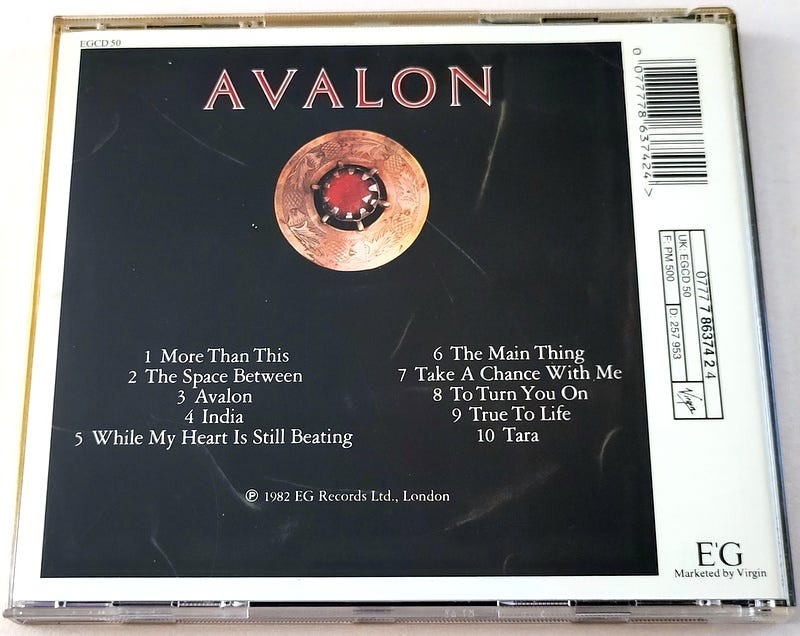 EGCD 50
AVALON
1 More Than This
2 The Space Between
3 Avalon
4 India
5 While My Heart Is Still Beating
6 The Main Thing
7 Take A Chance With Me
8 To Turn You On
9 True To Life
10 Tara
℗ 1982 EG Records Ltd., London
0 077778 637424 >
07777 86374 2 4
UK: EGCD 50
F: PM 500
D: 257 953
Virgin
E'G
Marketed by Virgin